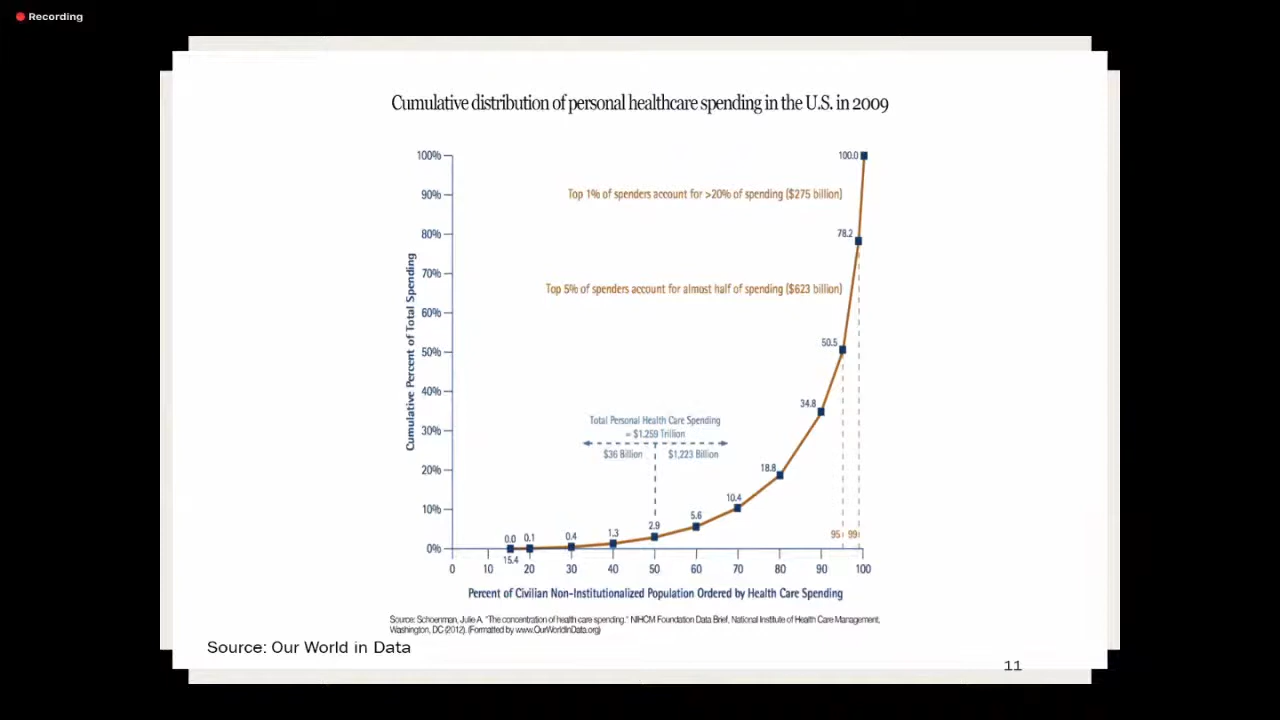 Recording
Cumulative distribution of personal healthcare spending in the U.S. in 2009
Cumulative Percent of Total Spending
100%
90%
80%
70%
60%
50%
40%
30%
20%
10%
0%
100.0
Top 1% of spenders account for >20% of spending ($275 billion)
78.2
Top 5% of spenders account for almost half of spending ($623 billion)
50.5
34.8
Total Personal Health Care Spending
= $1.259 Trillion
$36 Billion
$1,223 Billion
18.8
10.4
5.6
2.9
1.3
0.4
0.1
0.0
15.4
95
99
0 10 20 30 40 50 60 70 80 90 100
Percent of Civilian Non-Institutionalized Population Ordered by Health Care Spending
Source: Schoenman, Julie A. "The concentration of health care spending." NIHCM Foundation Data Brief, National Institute of Health Care Management,
Washington, DC (2012). (Formatted by www.OurWorldInData.org)
Source: Our World in Data
11